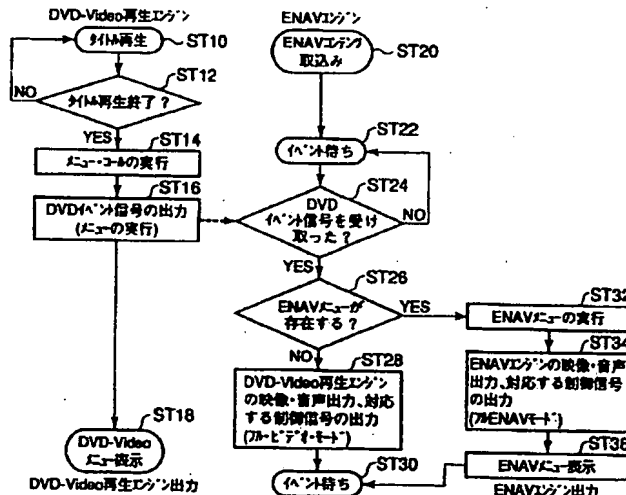 DVD-Video再生エンジン
タイトル再生
ST10
ST12
NO
タイトル再生終了？
YES
ST14
メニュー・コールの実行
ST16
DVDイベント信号の出力
(メニューの実行)
ST18
DVD-Video
メニュー表示
DVD-Video再生エンジン出力
ENAVエンジン
ENAVコンテンツ
取込み
ST20
ST22
イベント待ち
ST24
DVD
イベント信号を受け
取った？
NO
YES
ST26
ENAVメニューが
存在する？
YES
NO
ST28
DVD-Video再生エンジン
の映像・音声出力、対応
する制御信号の出力
(フル・ビデオ・モード)
ST30
イベント待ち
ST32
ENAVメニューの実行
ST34
ENAVエンジンの映像・音声
出力、対応する制御信号
の出力
(フルENAVモード)
ST36
ENAVメニュー表示
ENAVエンジン出力